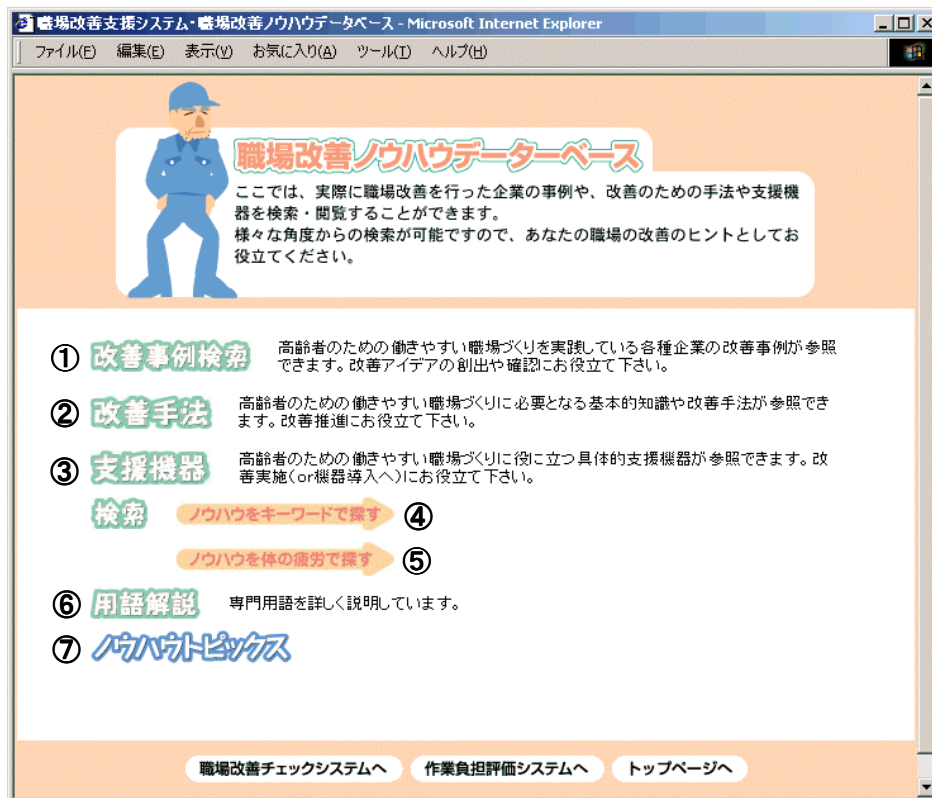 職場改善支援システム・職場改善ノウハウデータベース - Microsoft Internet Explorer
ファイル(F) 編集(E) 表示(V) お気に入り(A) ツール(T) ヘルプ(H)
職場改善ノウハウデーターベース
ここでは、実際に職場改善を行った企業の事例や、改善のための手法や支援機
器を検索・閲覧することができます。
様々な角度からの検索が可能ですので、あなたの職場の改善のヒントとしてお
役立てください。
① 改善事例検索 高齢者のための働きやすい職場づくりを実践している各種企業の改善事例が参照
できます。改善アイデアの創出や確認にお役立て下さい。
② 改善手法 高齢者のための働きやすい職場づくりに必要となる基本的知識や改善手法が参照でき
ます。改善推進にお役立て下さい。
③ 支援機器 高齢者のための働きやすい職場づくりに役に立つ具体的支援機器が参照できます。改
善実施(or機器導入へ)にお役立て下さい。
検索 ノウハウをキーワードで探す ④
ノウハウを体の疲労で探す ⑤
⑥ 用語解説 専門用語を詳しく説明しています。
⑦ ノウハウトピックス
職場改善チェックシステムへ 作業負担評価システムへ トップページへ